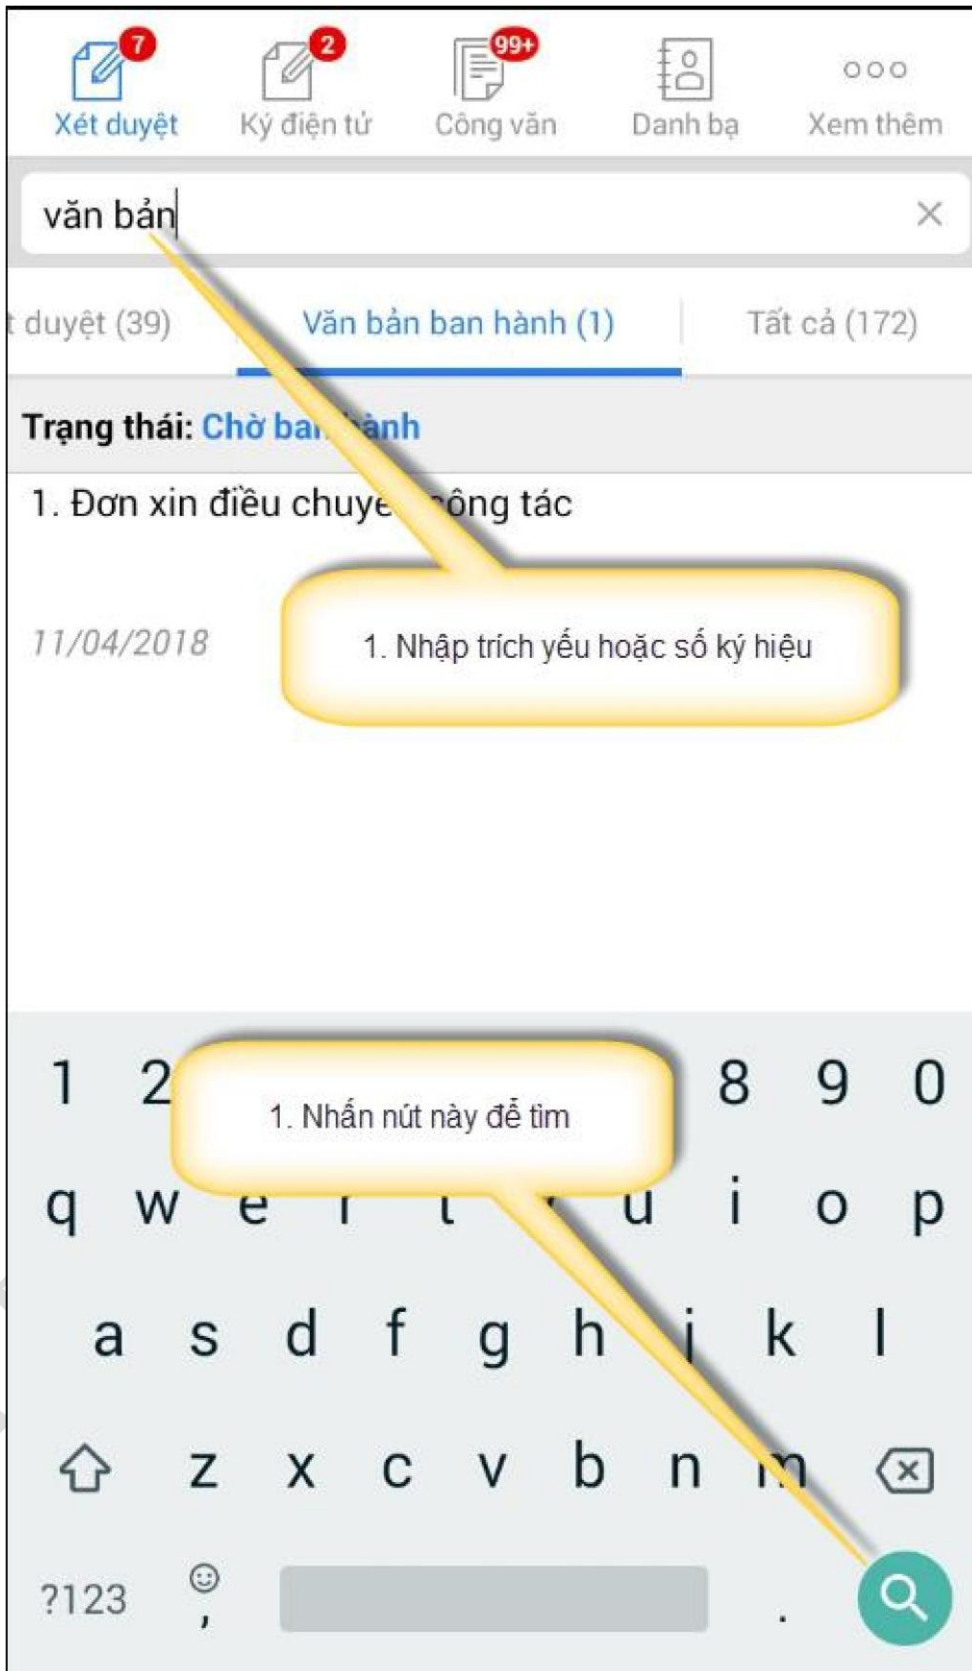 7 2 99+
Xét duyệt Ký điện tử Công văn Danh bạ Xem thêm
văn bản
t duyệt (39) Văn bản ban hành (1) Tất cả (172)
Trạng thái: Chờ ban hành
1. Đơn xin điều chuyển công tác
11/04/2018
1. Nhập trích yếu hoặc số ký hiệu
1 2 8 9 0
1. Nhấn nút này để tìm
q w e r t u i o p
a s d f g h j k l
z x c v b n m
?123 , .